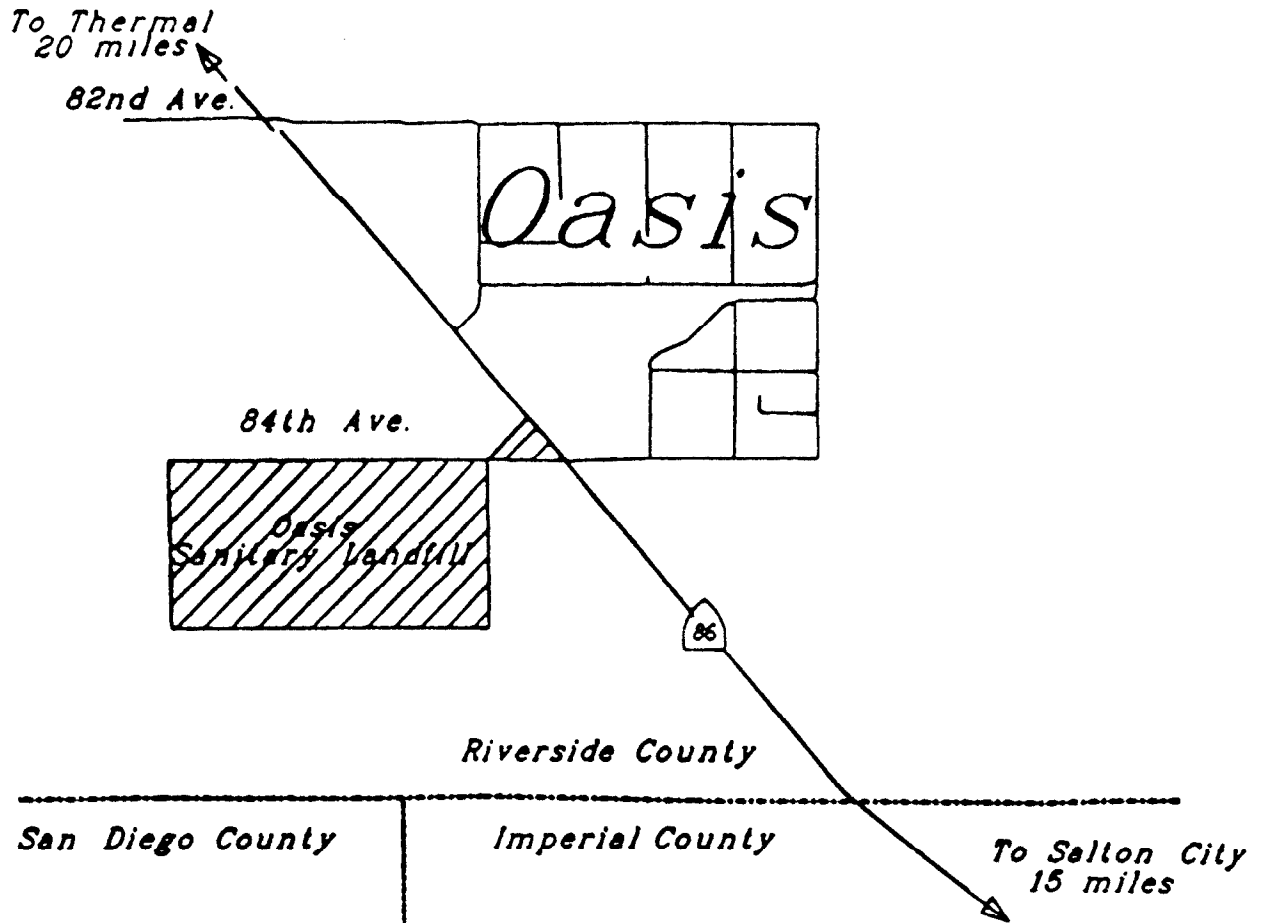 To Thermal
20 miles
82nd Ave.
Oasis
84th Ave.
Oasis
Sanitary Landfill
86
Riverside County
San Diego County
Imperial County
To Salton City
15 miles